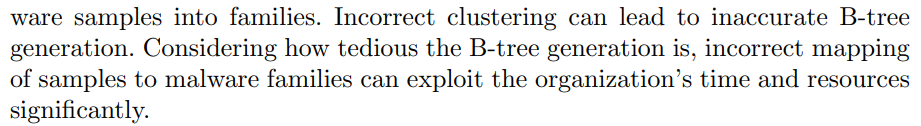 ware samples into families. Incorrect clustering can lead to inaccurate B-tree
generation. Considering how tedious the B-tree generation is, incorrect mapping
of samples to malware families can exploit the organization's time and resources
significantly.